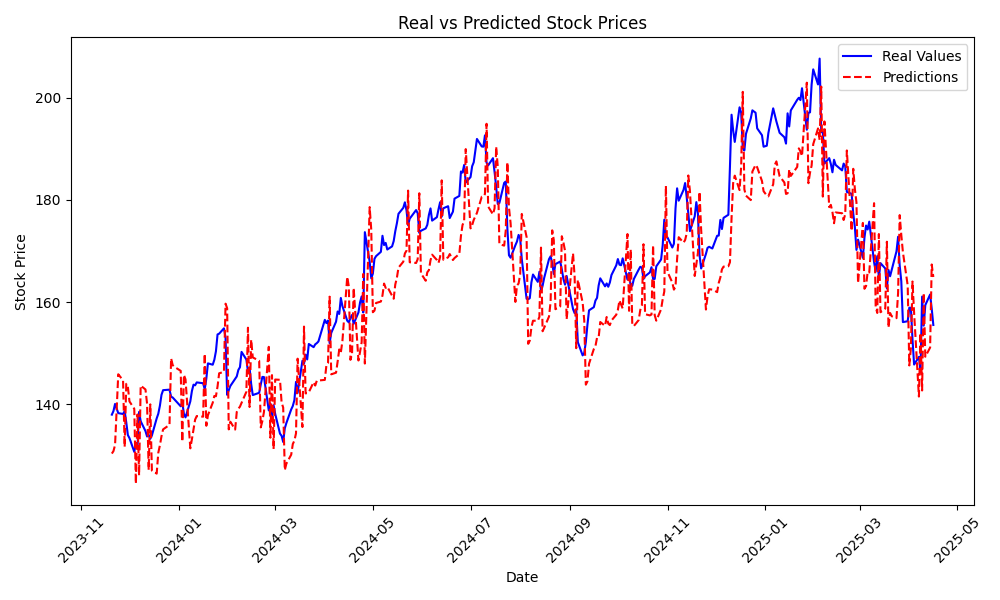 Real vs Predicted Stock Prices
Real Values
Predictions
Stock Price
200
180
160
140
2023-11
2024-01
2024-03
2024-05
2024-07
2024-09
2024-11
2025-01
2025-03
2025-05
Date